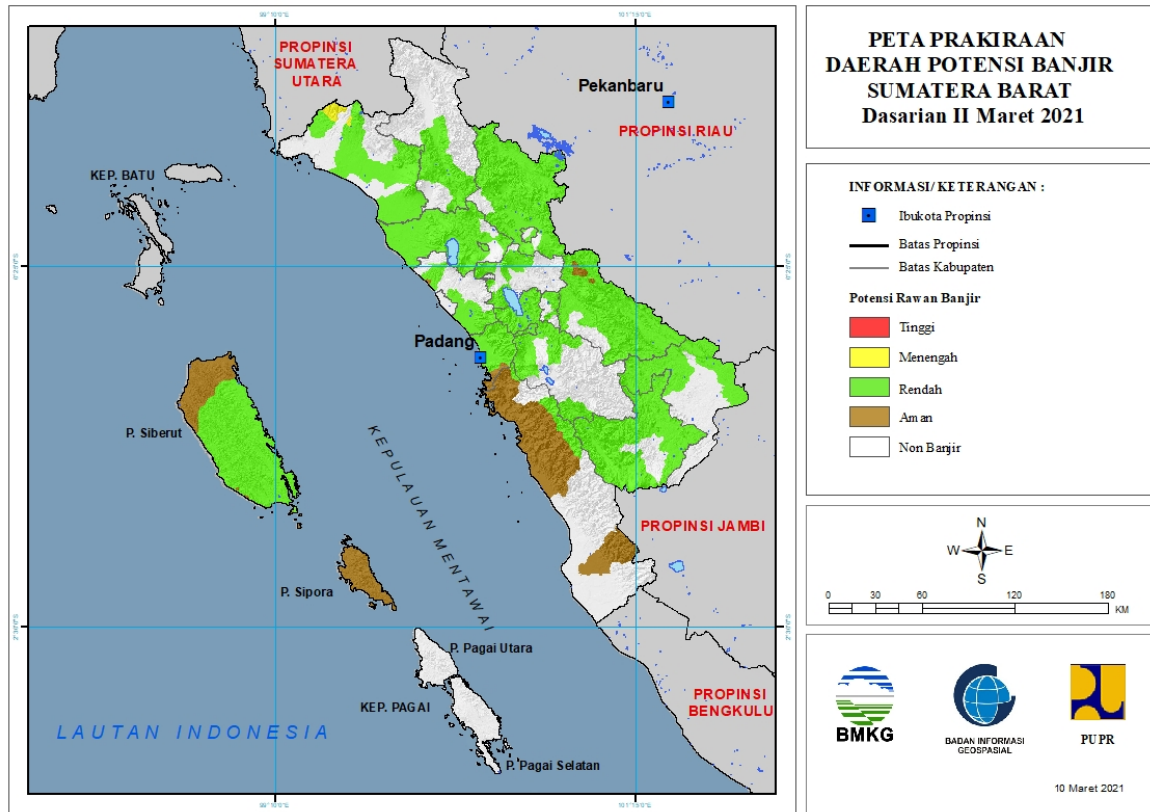 PETA PRAKIRAAN
DAERAH POTENSI BANJIR
SUMATERA BARAT
Dasarian II Maret 2021
INFORMASI/ KETERANGAN :
Ibukota Propinsi
Batas Propinsi
Batas Kabupaten
Potensi Rawan Banjir
Tinggi
Menengah
Rendah
Aman
Non Banjir
N
W E
S
0 30 60 120 180
KM
BMKG
BADAN INFORMASI
GEOSPASIAL
PUPR
10 Maret 2021
PROPINSI
SUMATERA
UTARA
Pekanbaru
PROPINSI RIAU
KEP. BATU
Padang
P. Siberut
KEPULAUAN MENTAWAI
PROPINSI JAMBI
P. Sipora
P. Pagai Utara
KEP. PAGAI
PROPINSI
BENGKULU
LAUTAN INDONESIA
P. Pagai Selatan